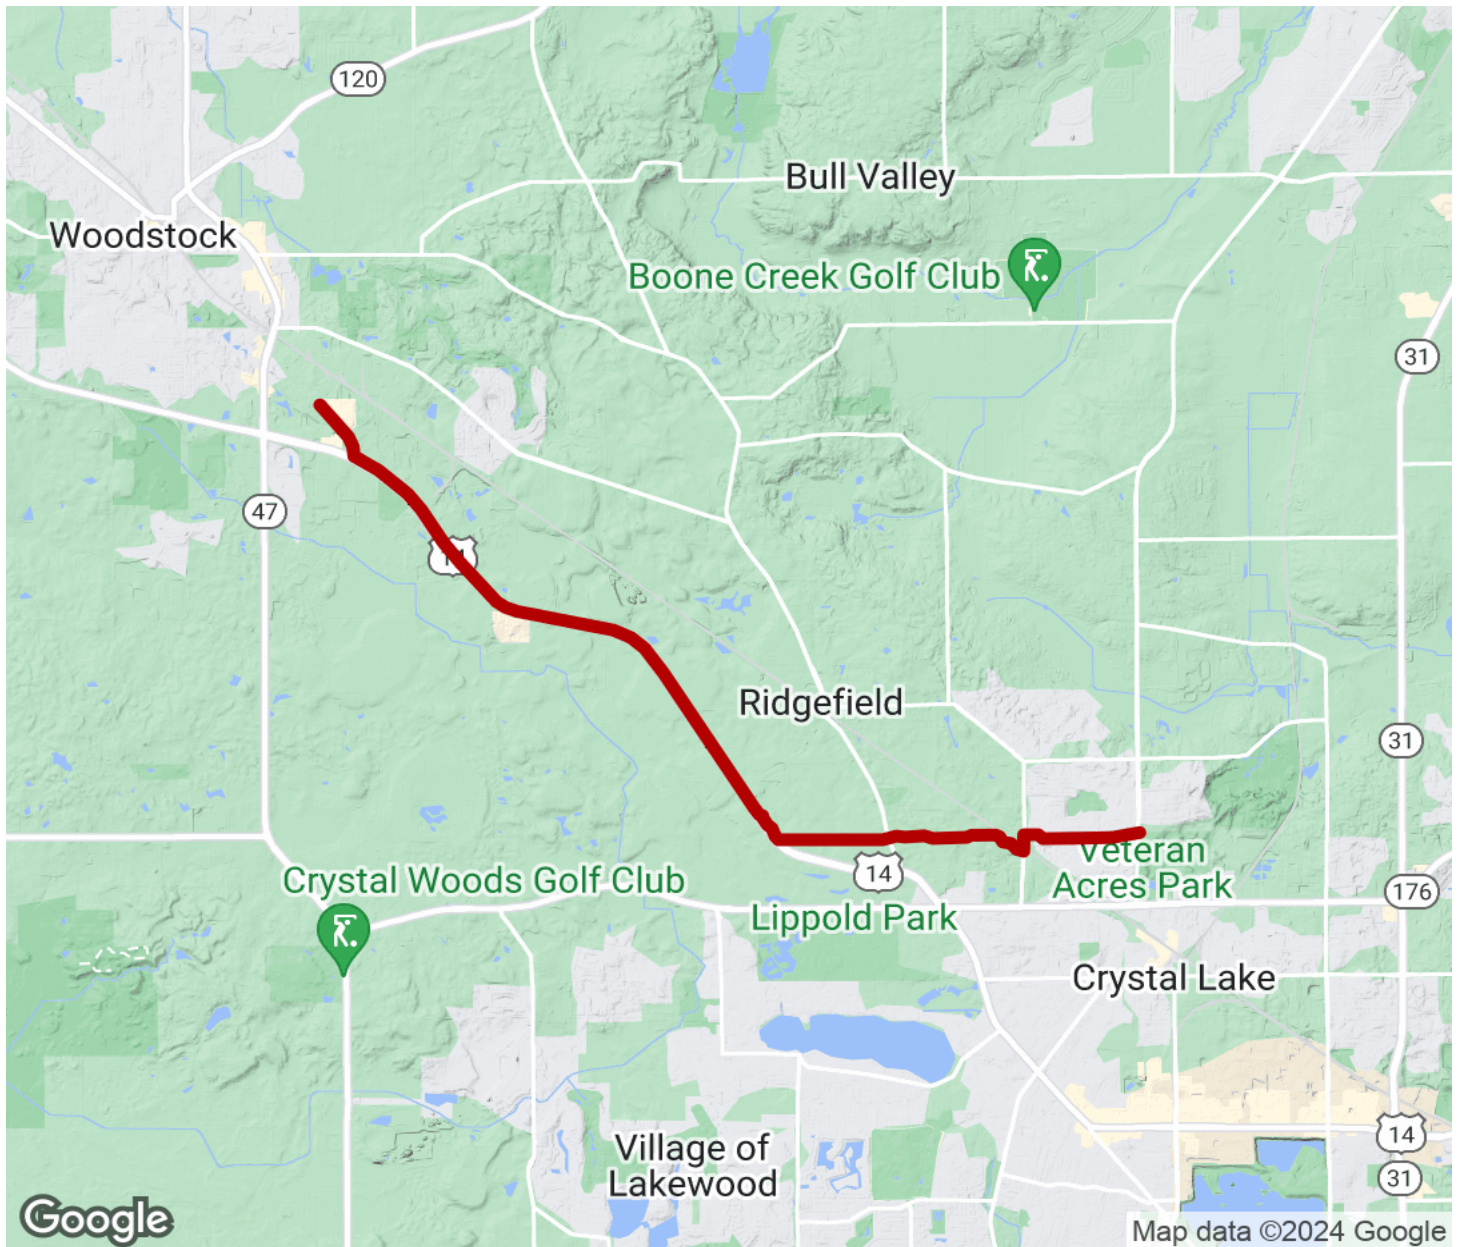 120
Bull Valley
Woodstock
Boone Creek Golf Club
31
47
Ridgefield
31
Veteran
Acres Park
14
176
Crystal Woods Golf Club
Lippold Park
Crystal Lake
14
Village of
Lakewood
31
Google
Map data ©2024 Google